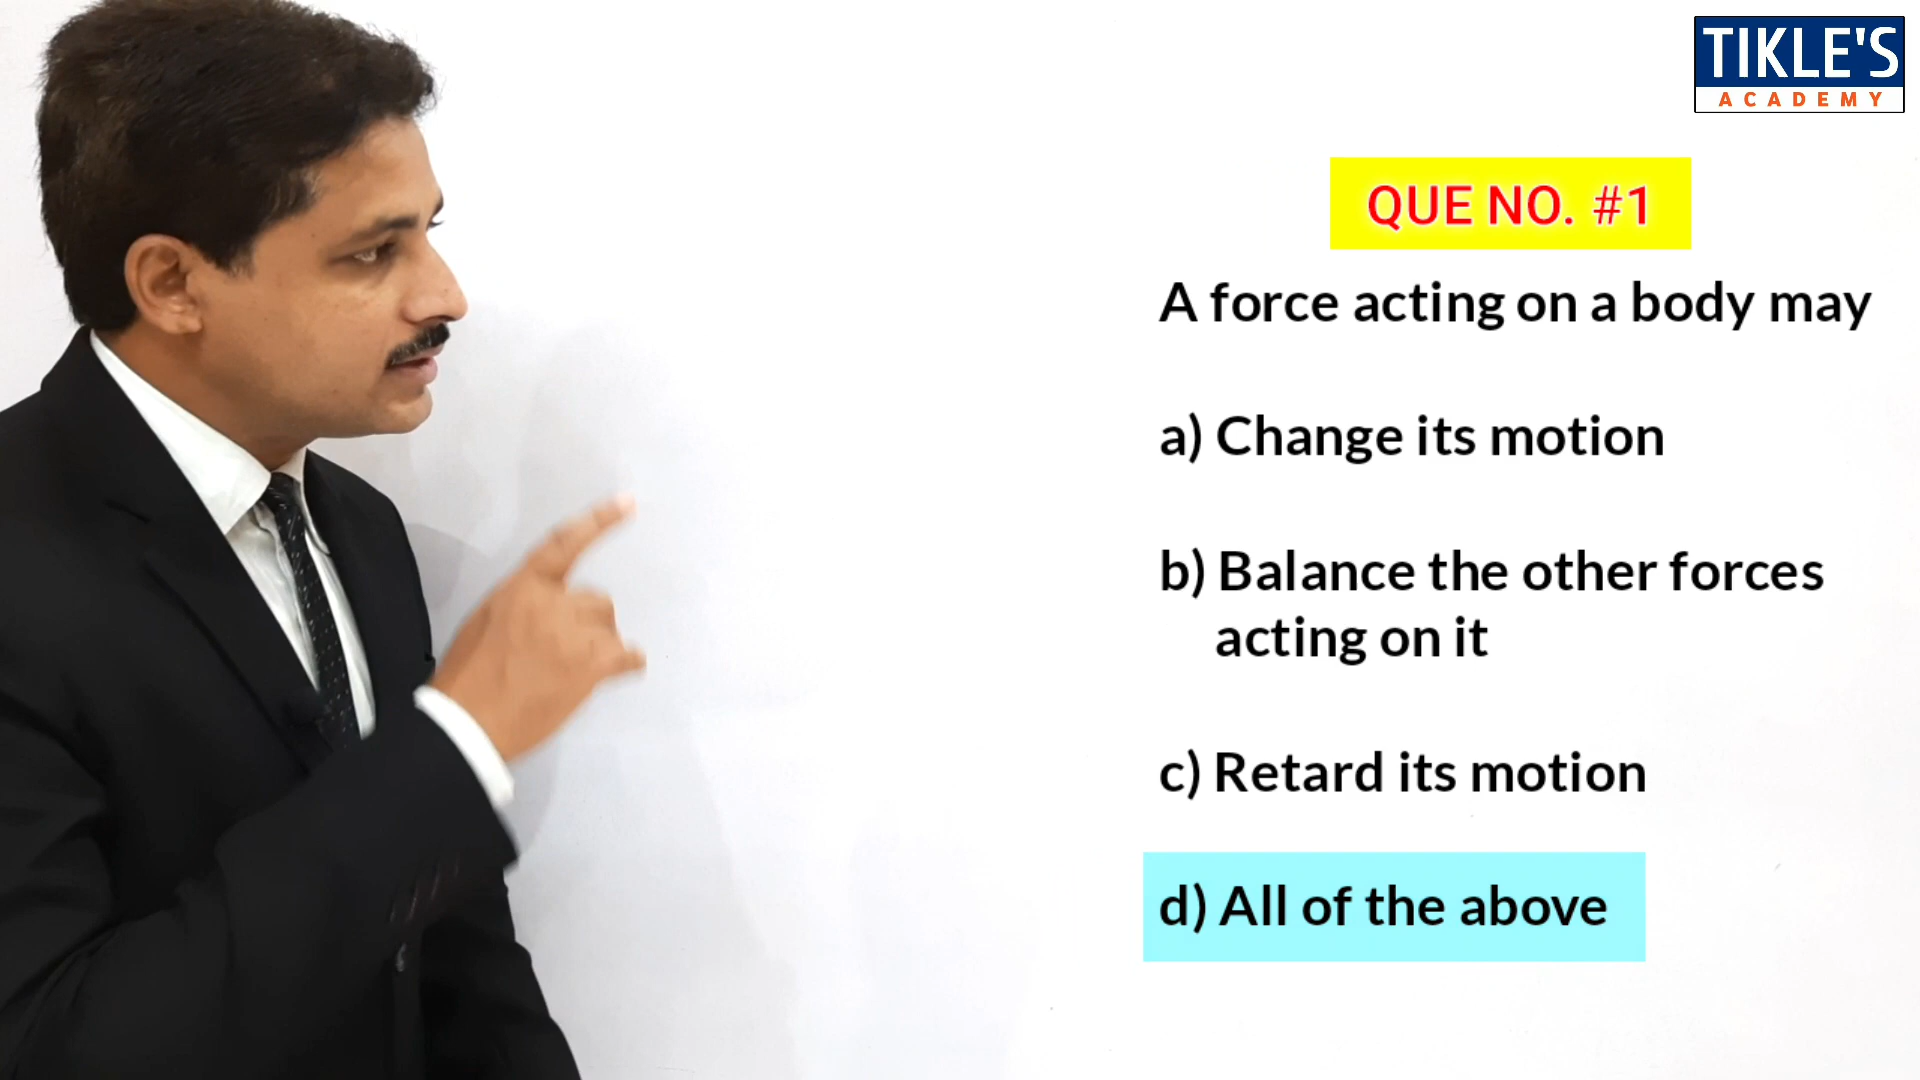 TIKLE'S
ACADEMY
QUE NO. #1
A force acting on a body may
a) Change its motion
b) Balance the other forces
acting on it
c) Retard its motion
d) All of the above